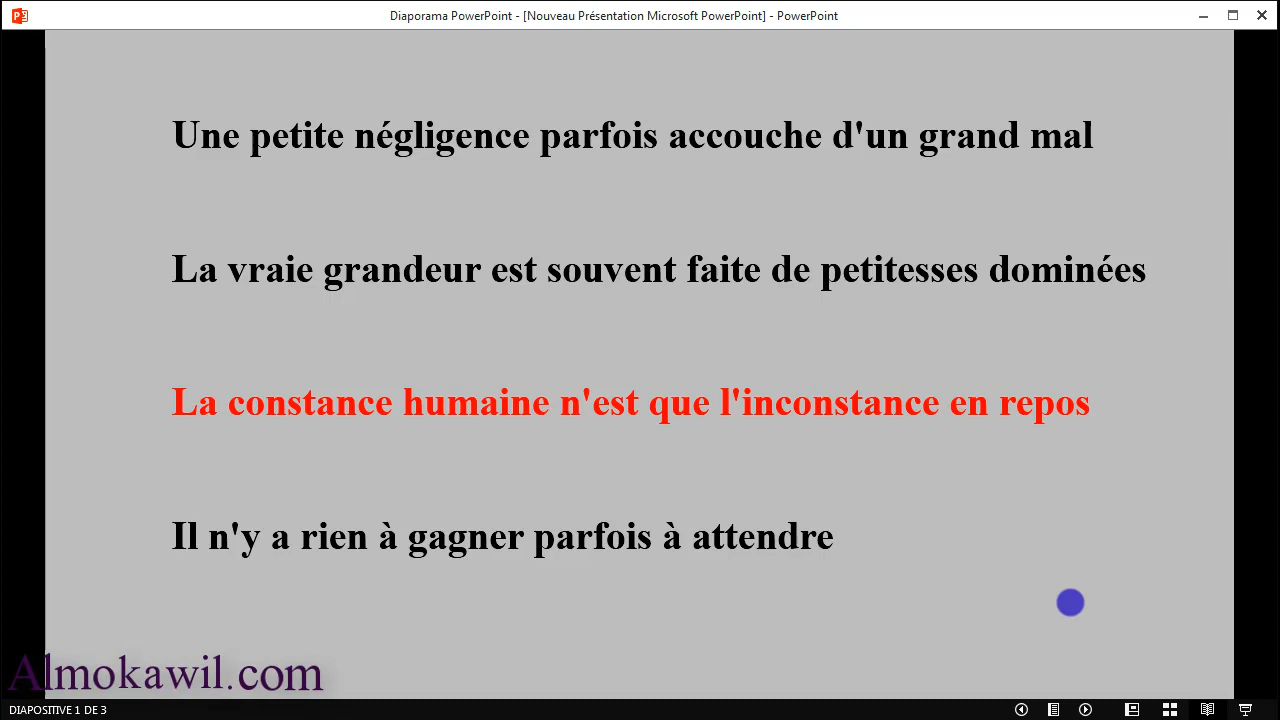 Diaporama PowerPoint - [Nouveau Présentation Microsoft PowerPoint] - PowerPoint
Une petite négligence parfois accouche d'un grand mal
La vraie grandeur est souvent faite de petitesses dominées
La constance humaine n'est que l'inconstance en repos
Il n'y a rien à gagner parfois à attendre
Almokawil.com
DIAPOSITIVE 1 DE 3